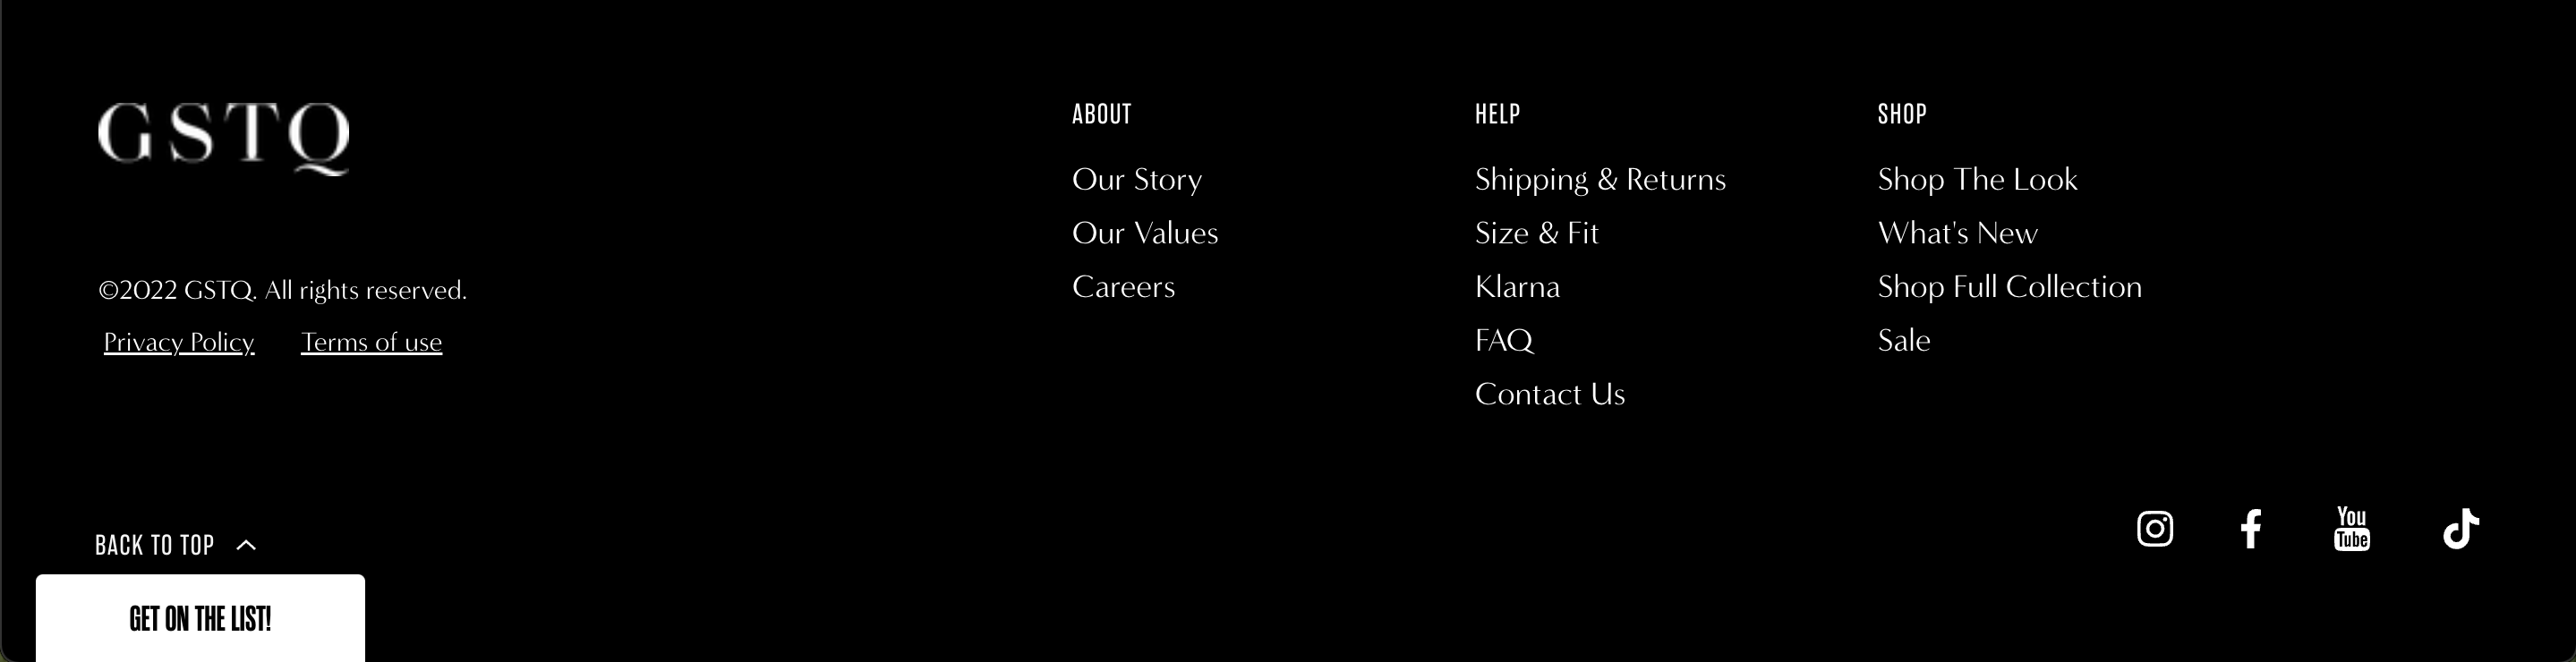 GSTQ
©2022 GSTQ. All rights reserved.
Privacy Policy Terms of use
ABOUT
Our Story
Our Values
Careers
HELP
Shipping & Returns
Size & Fit
Klarna
FAQ
Contact Us
SHOP
Shop The Look
What's New
Shop Full Collection
Sale
BACK TO TOP
GET ON THE LIST!
You
Tube